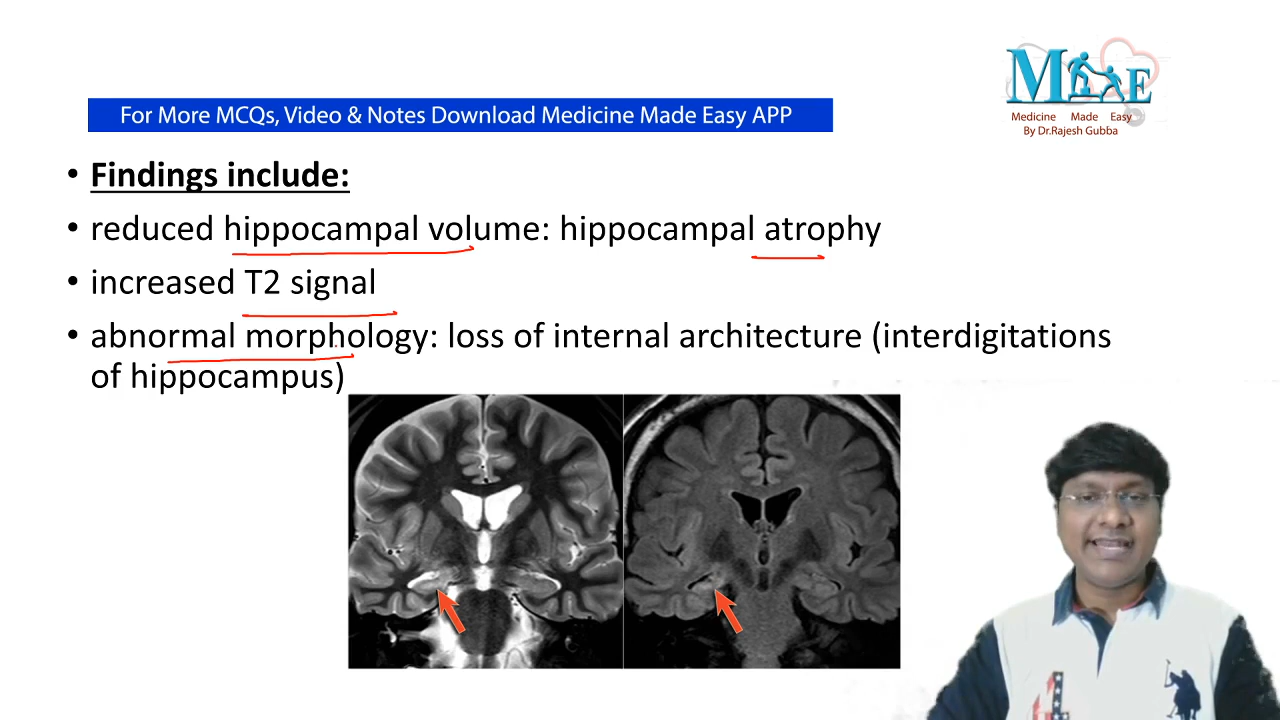 MME
Medicine Made Easy
By Dr.Rajesh Gubba
For More MCQs, Video & Notes Download Medicine Made Easy APP
• Findings include:
• reduced hippocampal volume: hippocampal atrophy
• increased T2 signal
• abnormal morphology: loss of internal architecture (interdigitations
of hippocampus)